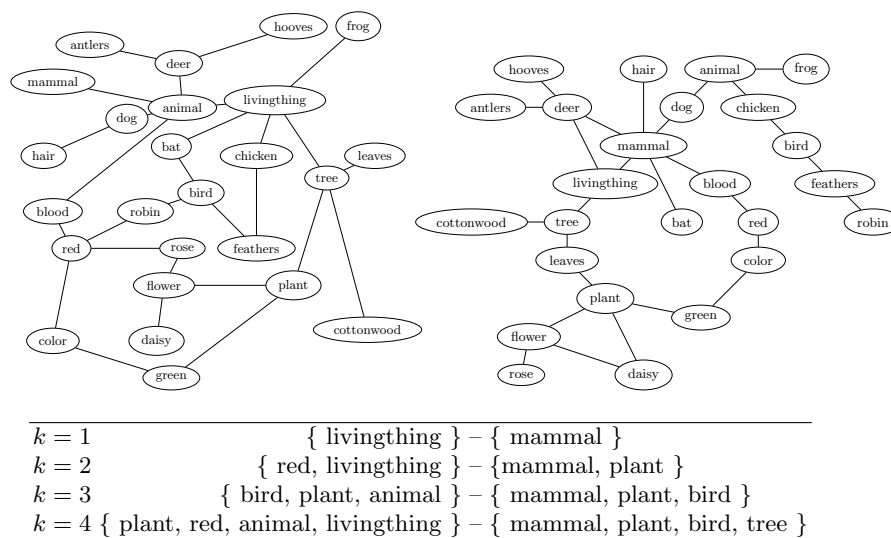 hooves
frog
antlers
deer
mammal
animal
livingthing
dog
hair
bat
chicken
leaves
tree
bird
blood
robin
red
rose
feathers
flower
plant
color
daisy
cottonwood
green
hooves
hair
animal
frog
antlers
deer
dog
chicken
mammal
bird
livingthing
blood
feathers
cottonwood
tree
bat
red
robin
leaves
color
plant
green
flower
rose
daisy
k = 1 { livingthing } – { mammal }
k = 2 { red, livingthing } – {mammal, plant }
k = 3 { bird, plant, animal } – { mammal, plant, bird }
k = 4 { plant, red, animal, livingthing } – { mammal, plant, bird, tree }